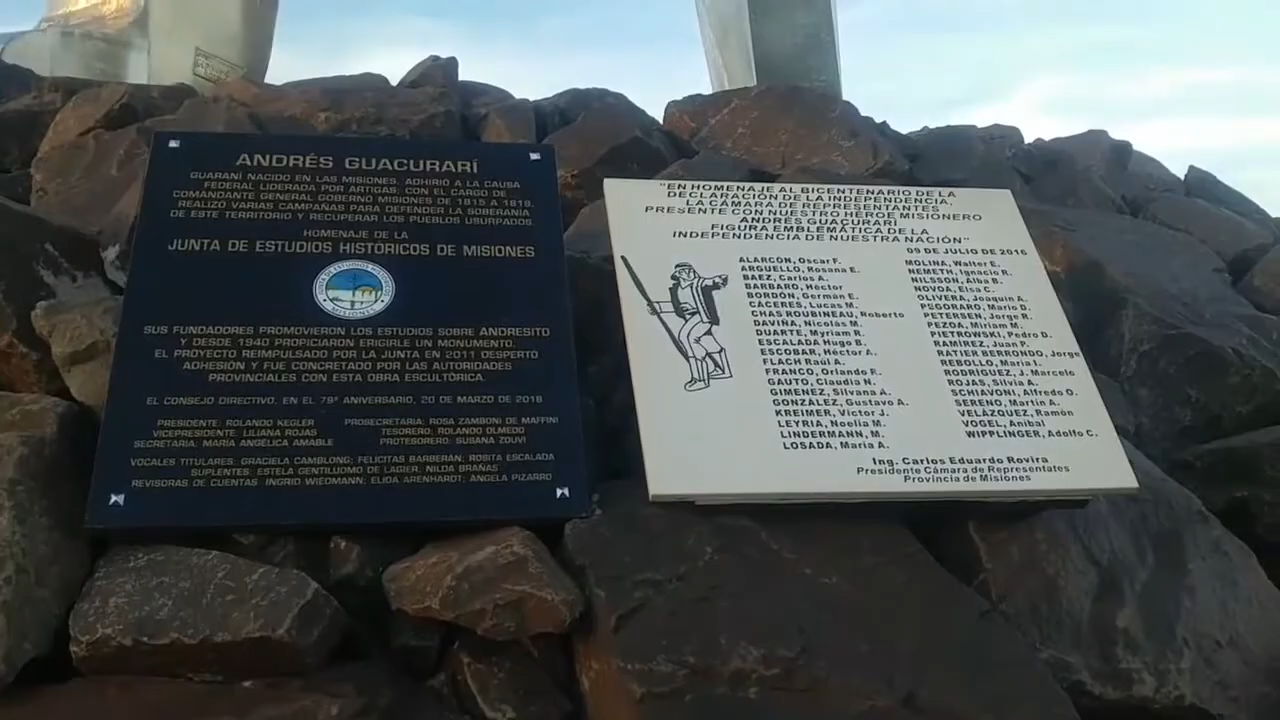 ANDRÉS GUACURARÍ
GUARANÍ NACIDO EN LAS MISIONES. ADHIRIO A LA CAUSA
FEDERAL LIDERADA POR ARTIGAS. CON EL CARGO DE
COMANDANTE GENERAL GOBERNO MISIONES DE 1815 A 1819.
REALIZÓ VARIAS CAMPAÑAS PARA DEFENDER LA SOBERANIA
DE ESTE TERRITORIO Y RECUPERAR LOS PUEBLOS USURPADOS.
HOMENAJE DE LA
JUNTA DE ESTUDIOS HISTÓRICOS DE MISIONES
JUNTA DE ESTUDIOS HISTÓRICOS
MISIONES
SUS FUNDADORES PROMOVIERON LOS ESTUDIOS SOBRE ANDRESITO
Y DESDE 1940 PROPICIARON ERIGIRLE UN MONUMENTO.
EL PROYECTO REIMPULSADO POR LA JUNTA EN 2011 DESPERTO
ADHESIÓN Y FUE CONCRETADO POR LAS AUTORIDADES
PROVINCIALES CON ESTA OBRA ESCULTÓRICA.
EL CONSEJO DIRECTIVO, EN EL 79º ANIVERSARIO, 20 DE MARZO DE 2018
PRESIDENTE: ROLANDO KEGLER
VICEPRESIDENTE: LILIANA ROJAS
SECRETARIA: MARÍA ANGÉLICA AMABLE
PROSECRETARIA: ROSA ZAMBONI DE MAFFINI
TESORERO: ROLANDO OLMEDO
PROTESORERO: SUSANA ZOUVI
VOCALES TITULARES: GRACIELA CAMBLONG; FELICITAS BARBERÁN; ROSITA ESCALADA
SUPLENTES: ESTELA GENTILUOMO DE LAGIER, NILDA BRAÑAS
REVISORAS DE CUENTAS INGRID WIEDMANN; ELIDA ARENHARDT; ÁNGELA PIZARRO
"EN HOMENAJE AL BICENTENARIO DE LA
DECLARACIÓN DE LA INDEPENDENCIA,
LA CÁMARA DE REPRESENTANTES
PRESENTE CON NUESTRO HÉROE MISIONERO
ANDRÉS GUACURARÍ
FIGURA EMBLEMÁTICA DE LA
INDEPENDENCIA DE NUESTRA NACIÓN"
09 DE JULIO DE 2016
ALARCÓN, Oscar F.
ARGUELLO, Rosana E.
BAEZ, Carlos A.
BARBARO, Héctor
BORDÓN, Germán E.
CÁCERES, Lucas M.
CHAS ROUBINEAU, Roberto
DAVIÑA, Nicolás M.
DUARTE, Myriam R.
ESCALADA Hugo B.
ESCOBAR, Héctor A.
FLACH Raúl A.
FRANCO, Orlando R.
GAUTO, Claudia N.
GIMENEZ, Silvana A.
GONZÁLEZ, Gustavo A.
KREIMER, Víctor J.
LEYRIA, Noelia M.
LINDERMANN, M.
LOSADA, María A.
MOLINA, Walter E.
NEMETH, Ignacio R.
NILSSON, Alba B.
NOVOA, Elsa C.
OLIVERA, Joaquín A.
PEGORARO, Mario D.
PETERSEN, Jorge R.
PEZOA, Miriam M.
PIETROWSKI, Pedro D.
RAMÍREZ, Juan P.
RATIER BERRONDO, Jorge
REBOLLO, María I.
RODRÍGUEZ, J. Marcelo
ROJAS, Silvia A.
SCHIAVONI, Alfredo O.
SERENO, Martín A.
VELÁZQUEZ, Ramón
VOGEL, Aníbal
WIPPLINGER, Adolfo C.
Ing. Carlos Eduardo Rovira
Presidente Cámara de Representates
Provincia de Misiones